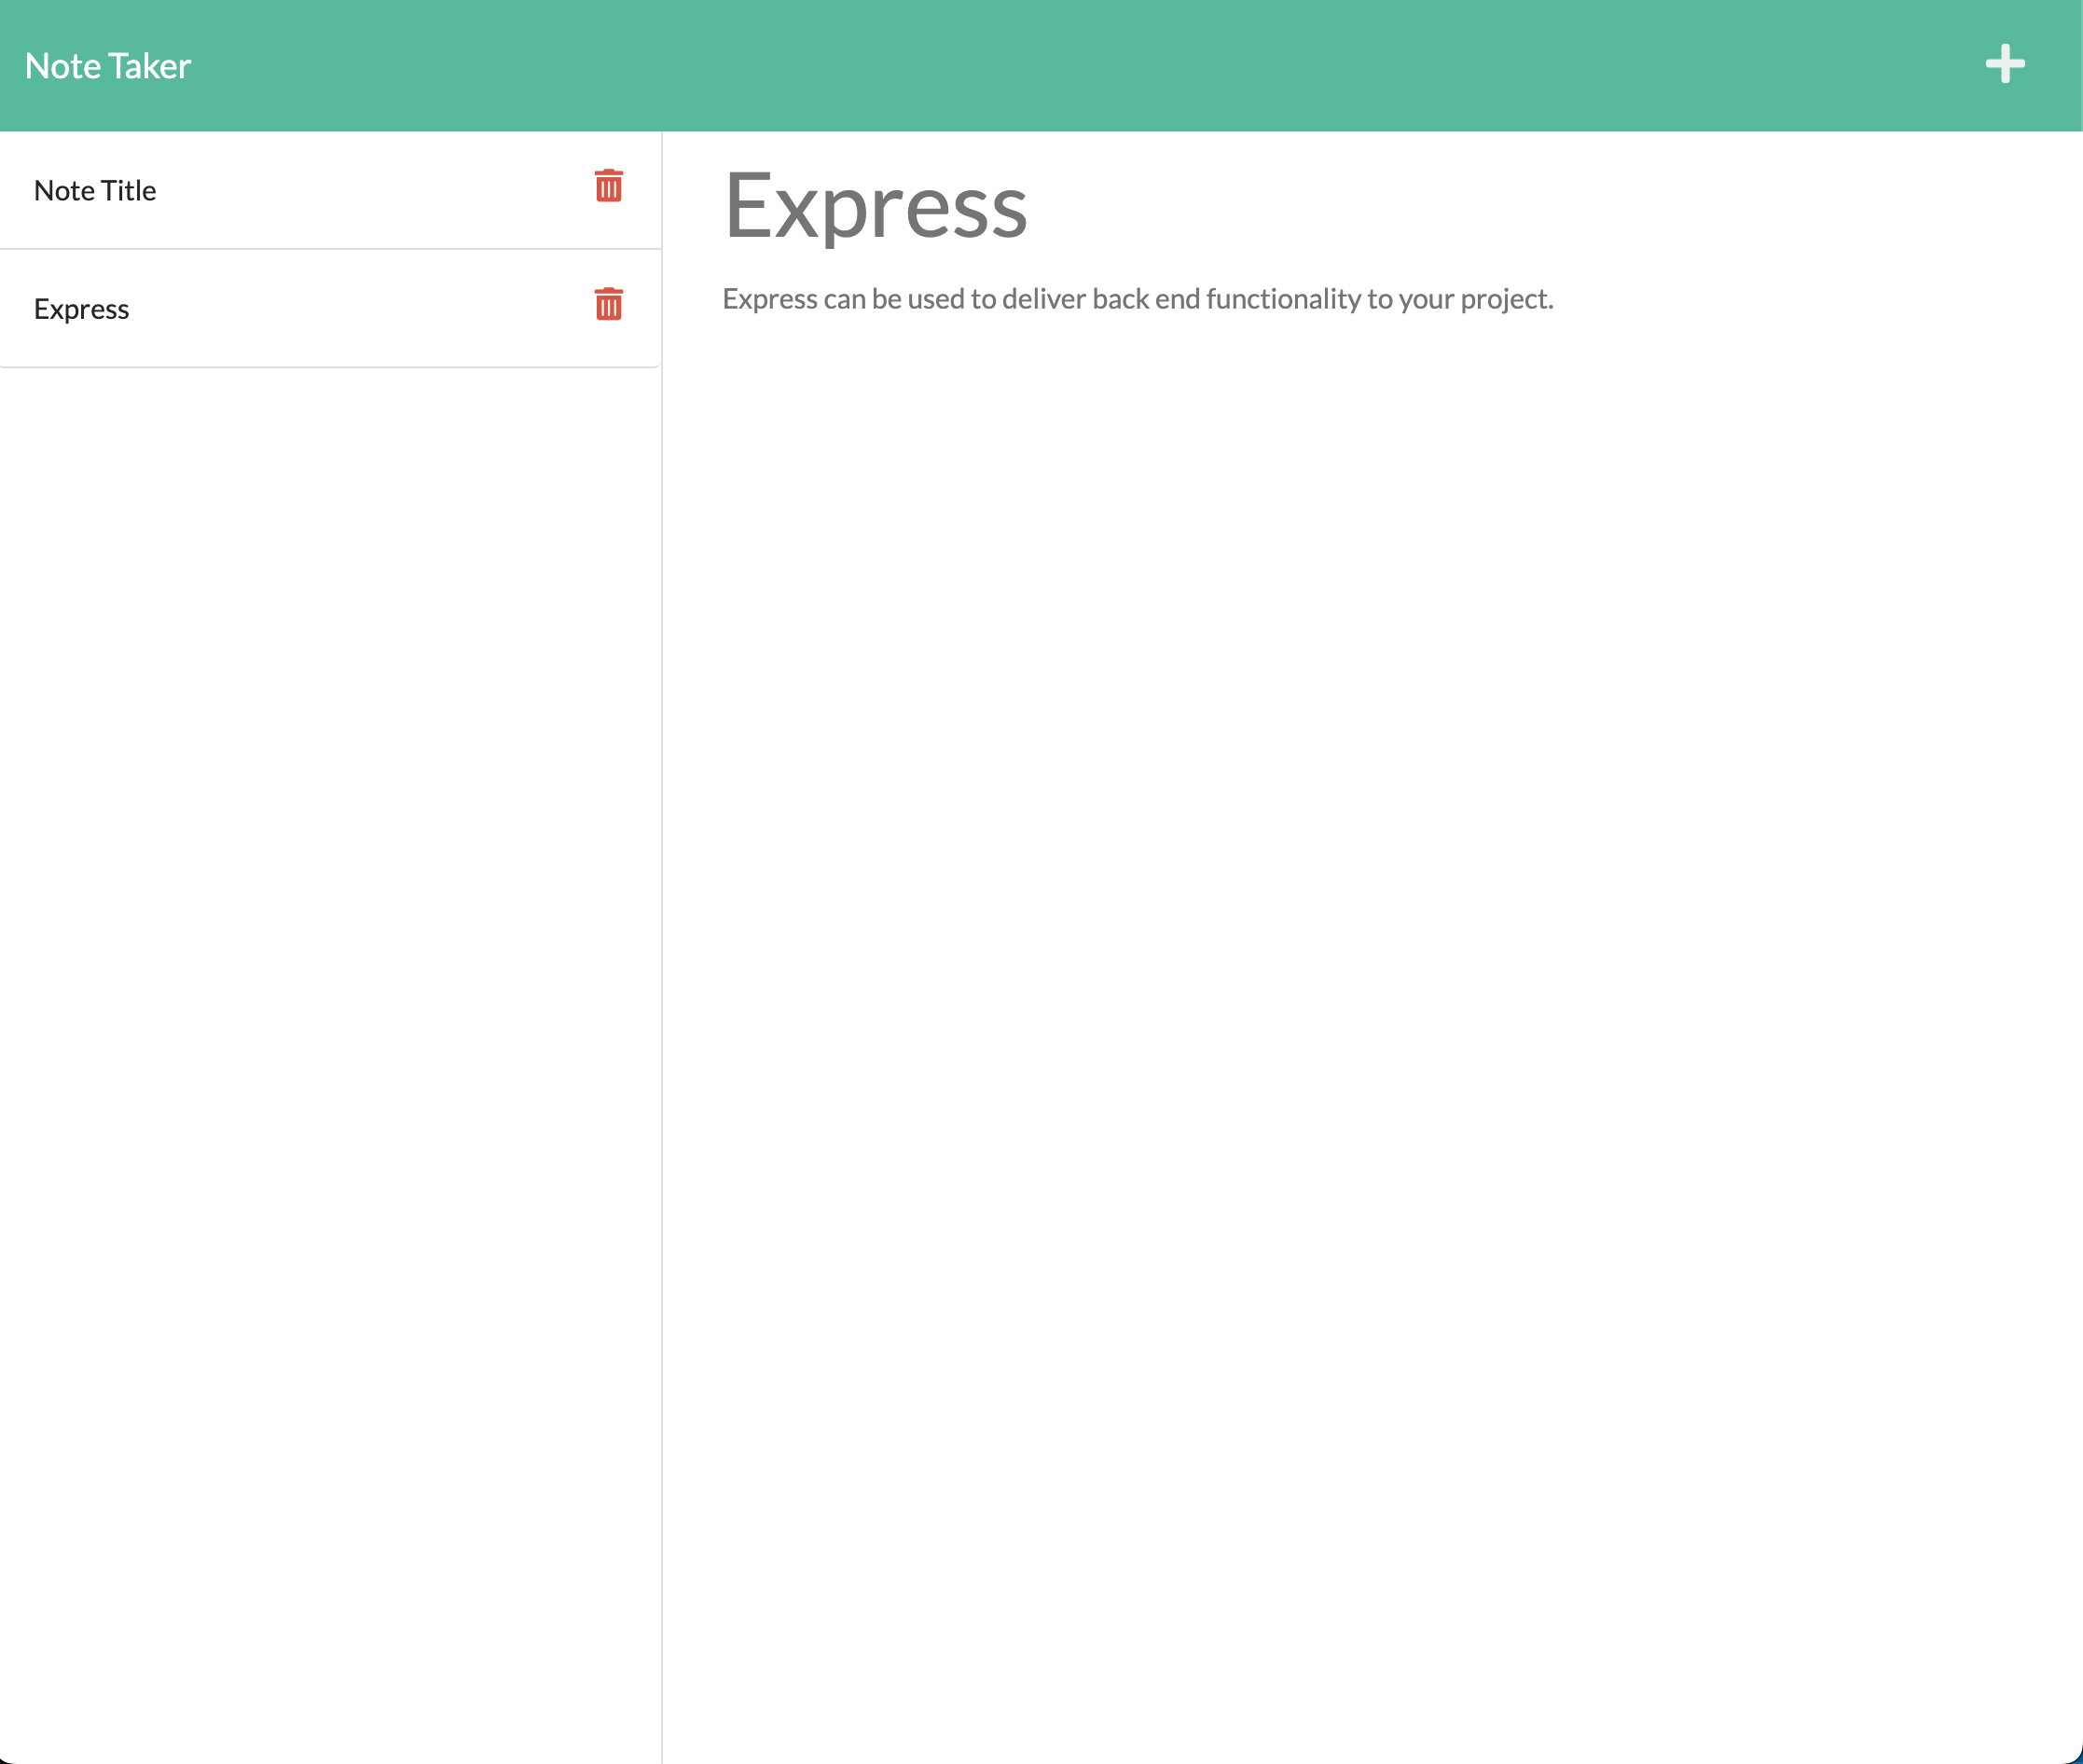 Note Taker
Note Title
Express
Express
Express can be used to deliver back end functionality to your project.